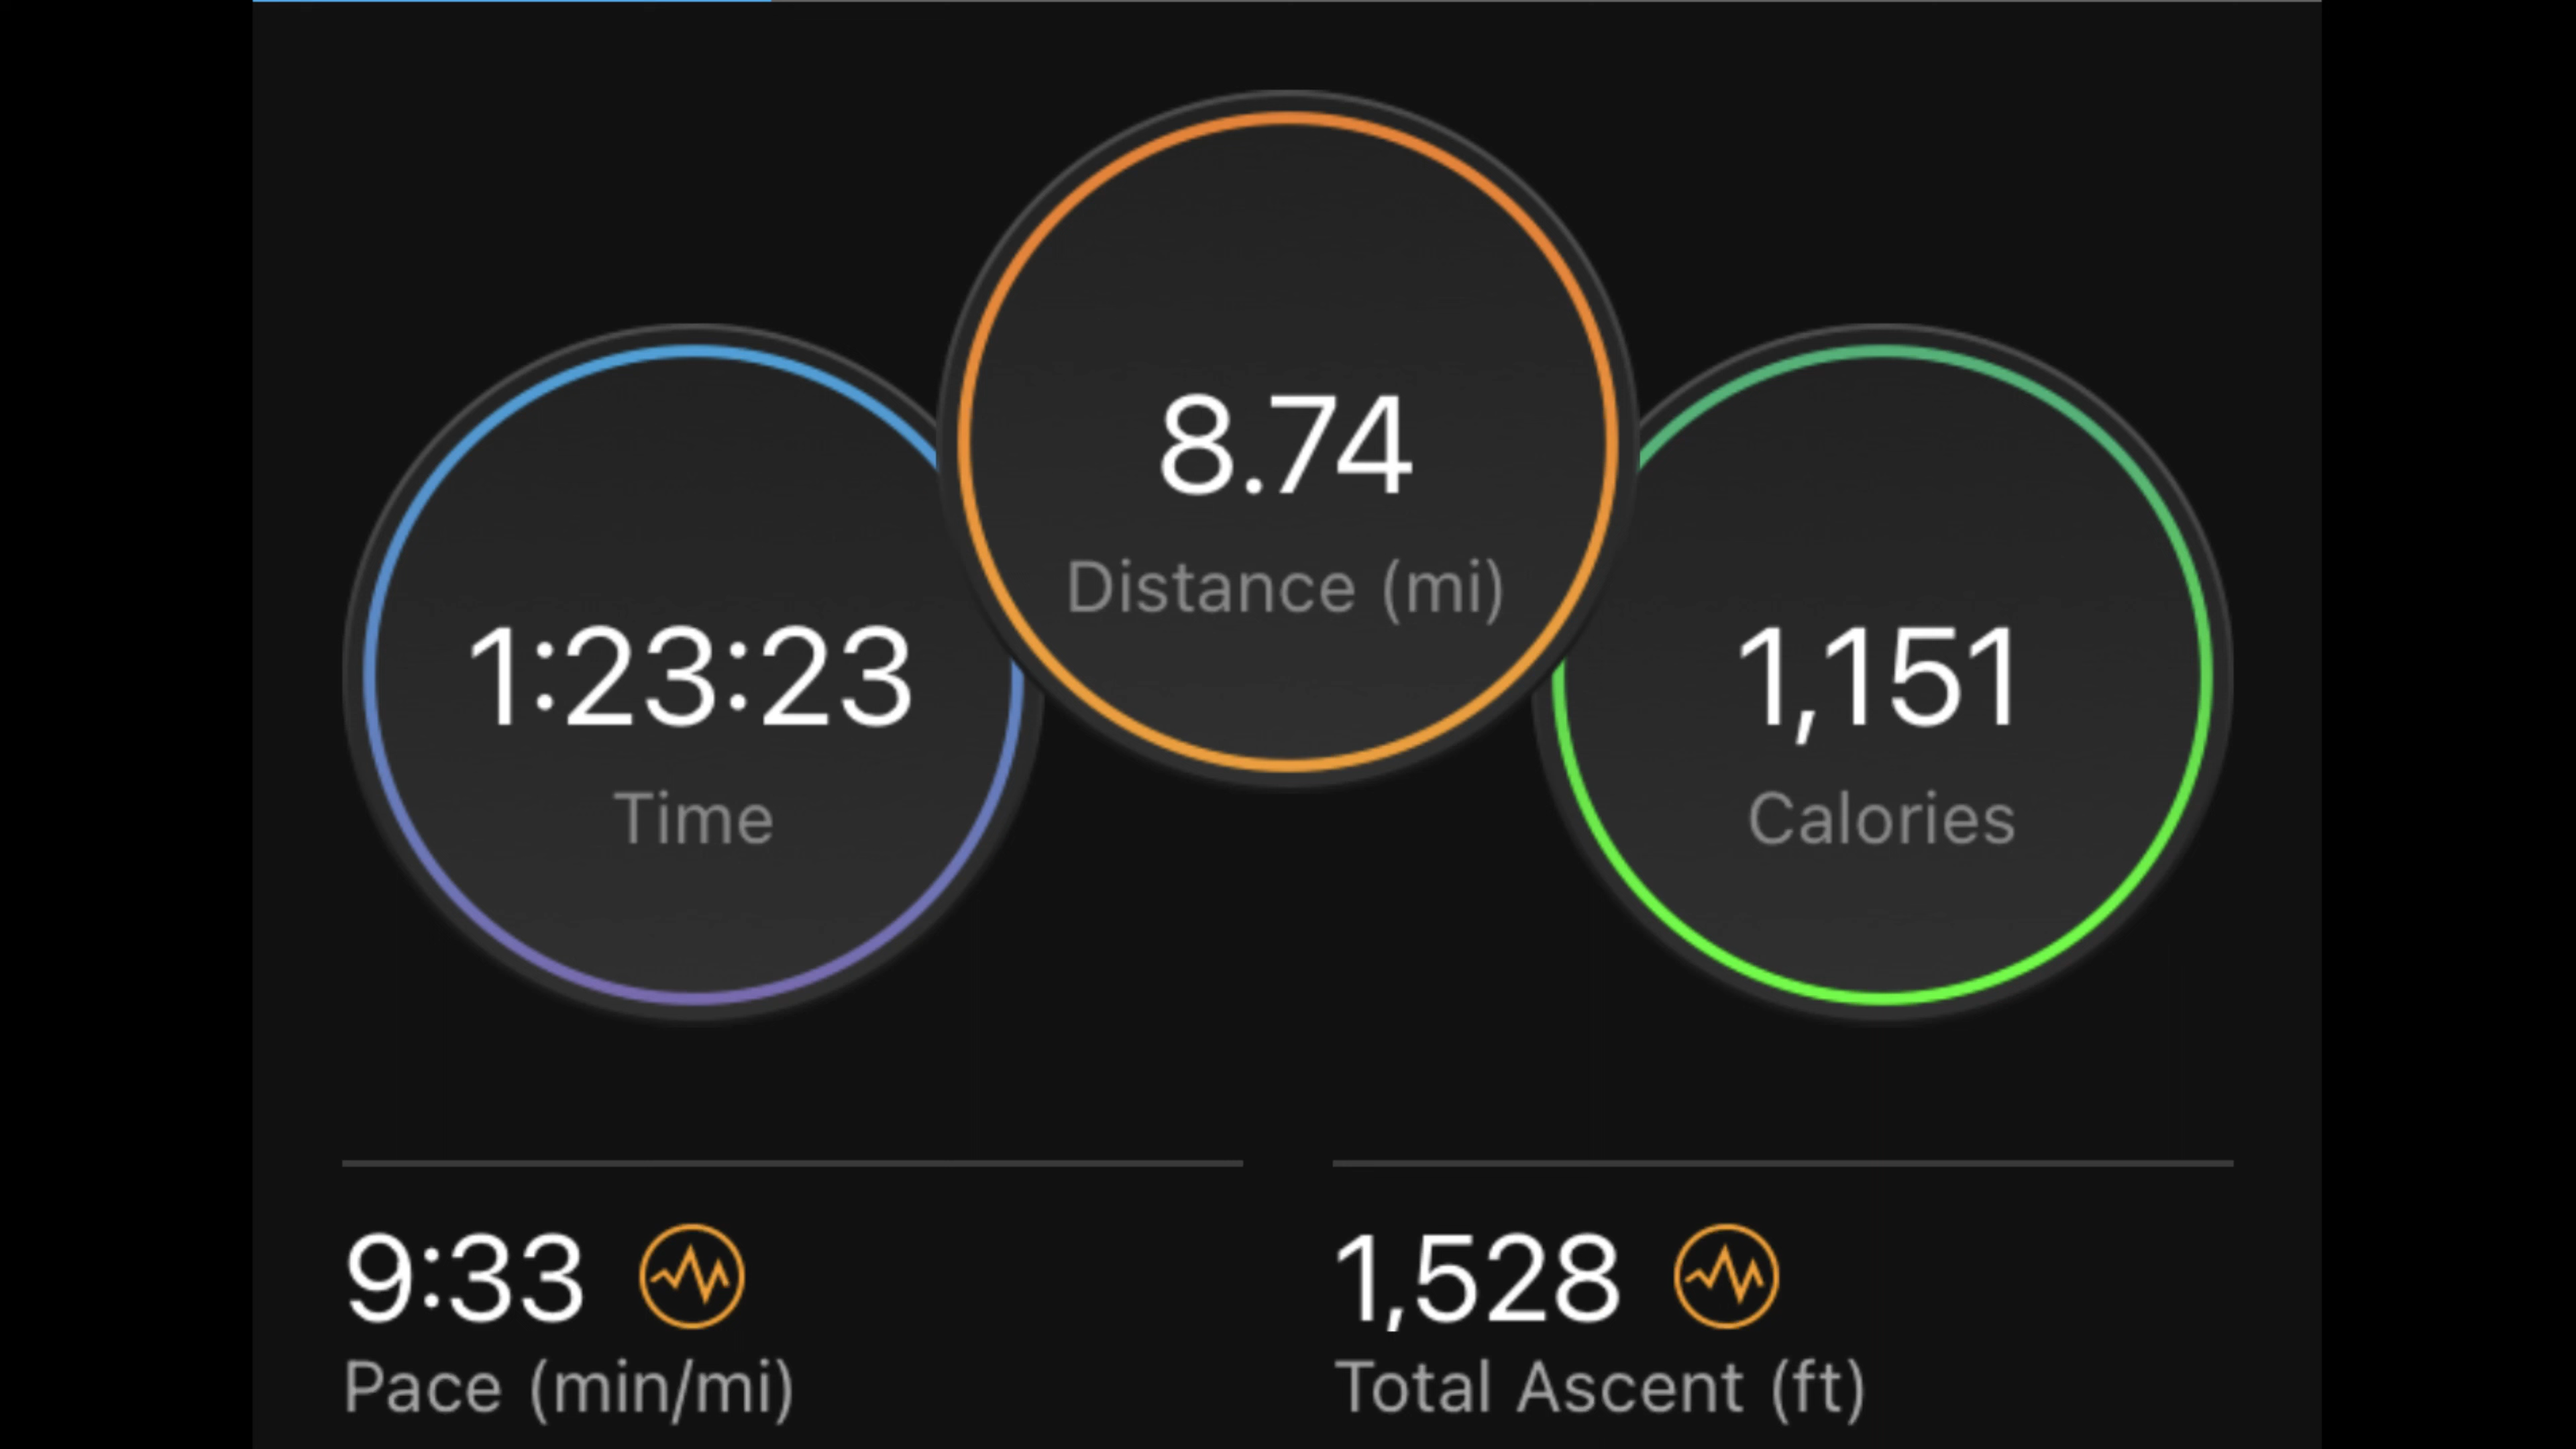 8.74
Distance (mi)
1:23:23
Time
1,151
Calories
9:33
Pace (min/mi)
1,528
Total Ascent (ft)